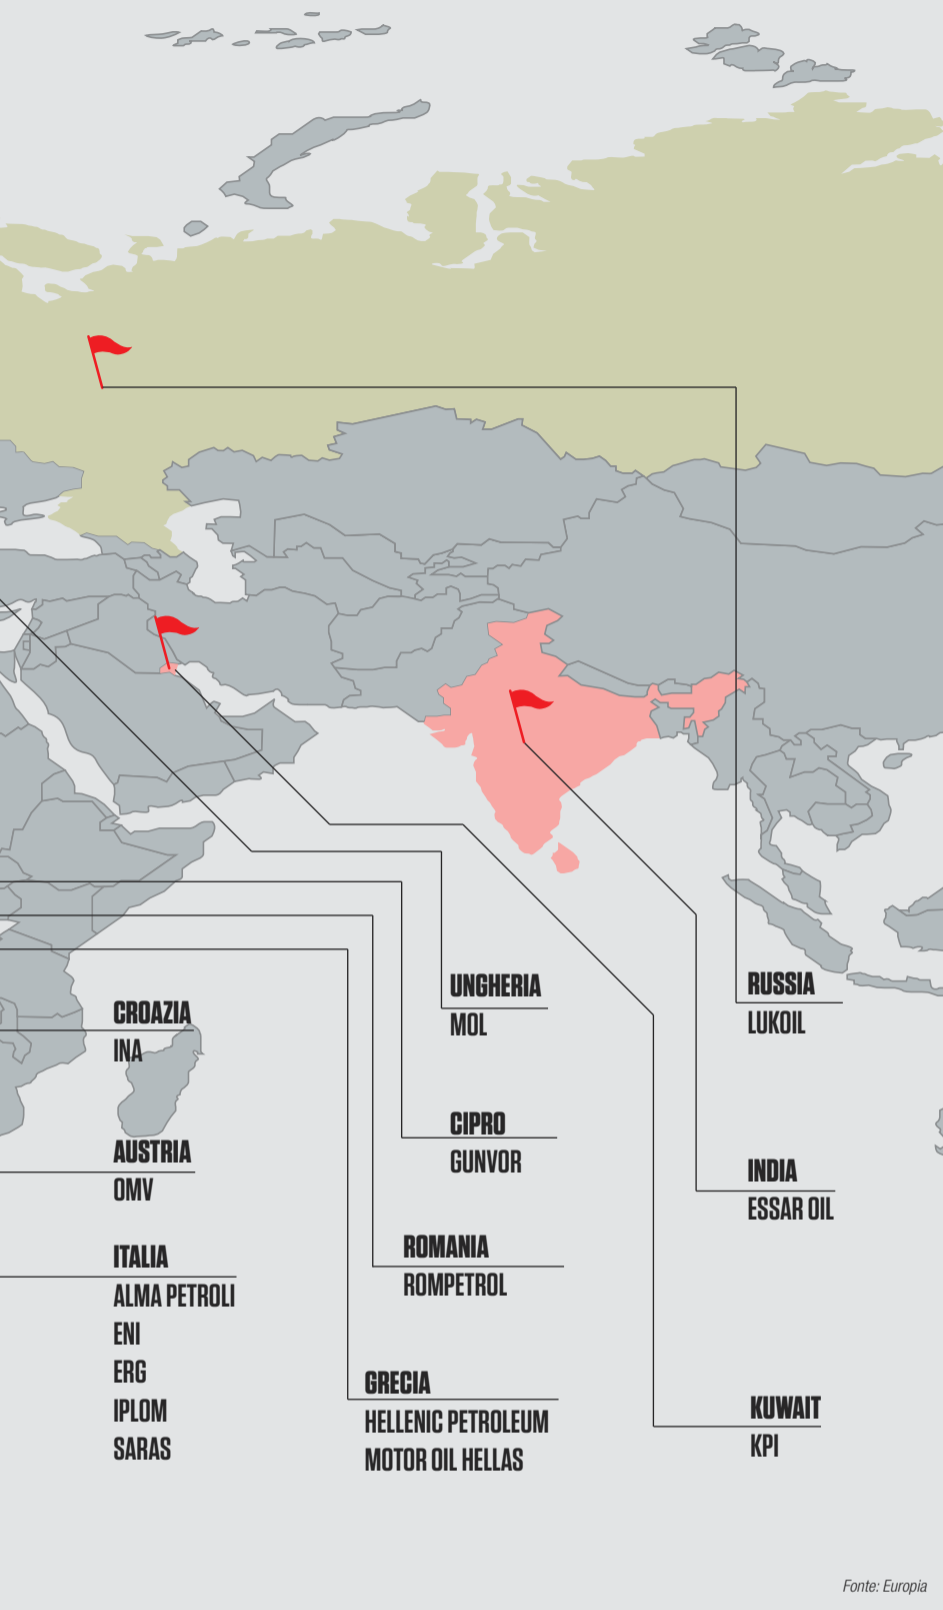 CROAZIA
INA
AUSTRIA
OMV
ITALIA
ALMA PETROLI
ENI
ERG
IPLOM
SARAS
UNGHERIA
MOL
CIPRO
GUNVOR
ROMANIA
ROMPETROL
GRECIA
HELLENIC PETROLEUM
MOTOR OIL HELLAS
RUSSIA
LUKOIL
INDIA
ESSAR OIL
KUWAIT
KPI
Fonte: Europia